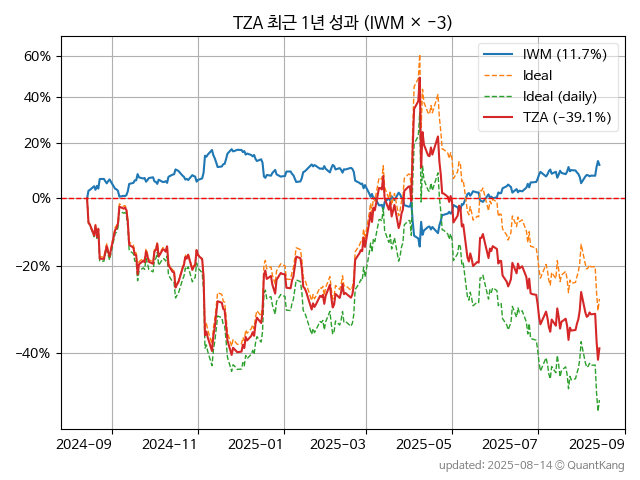 TZA 최근 1년 성과 (IWM × −3)
60%
40%
20%
0%
−20%
−40%
IWM (11.7%)
Ideal
Ideal (daily)
TZA (−39.1%)
2024-09
2024-11
2025-01
2025-03
2025-05
2025-07
2025-09
updated: 2025-08-14 © QuantKang